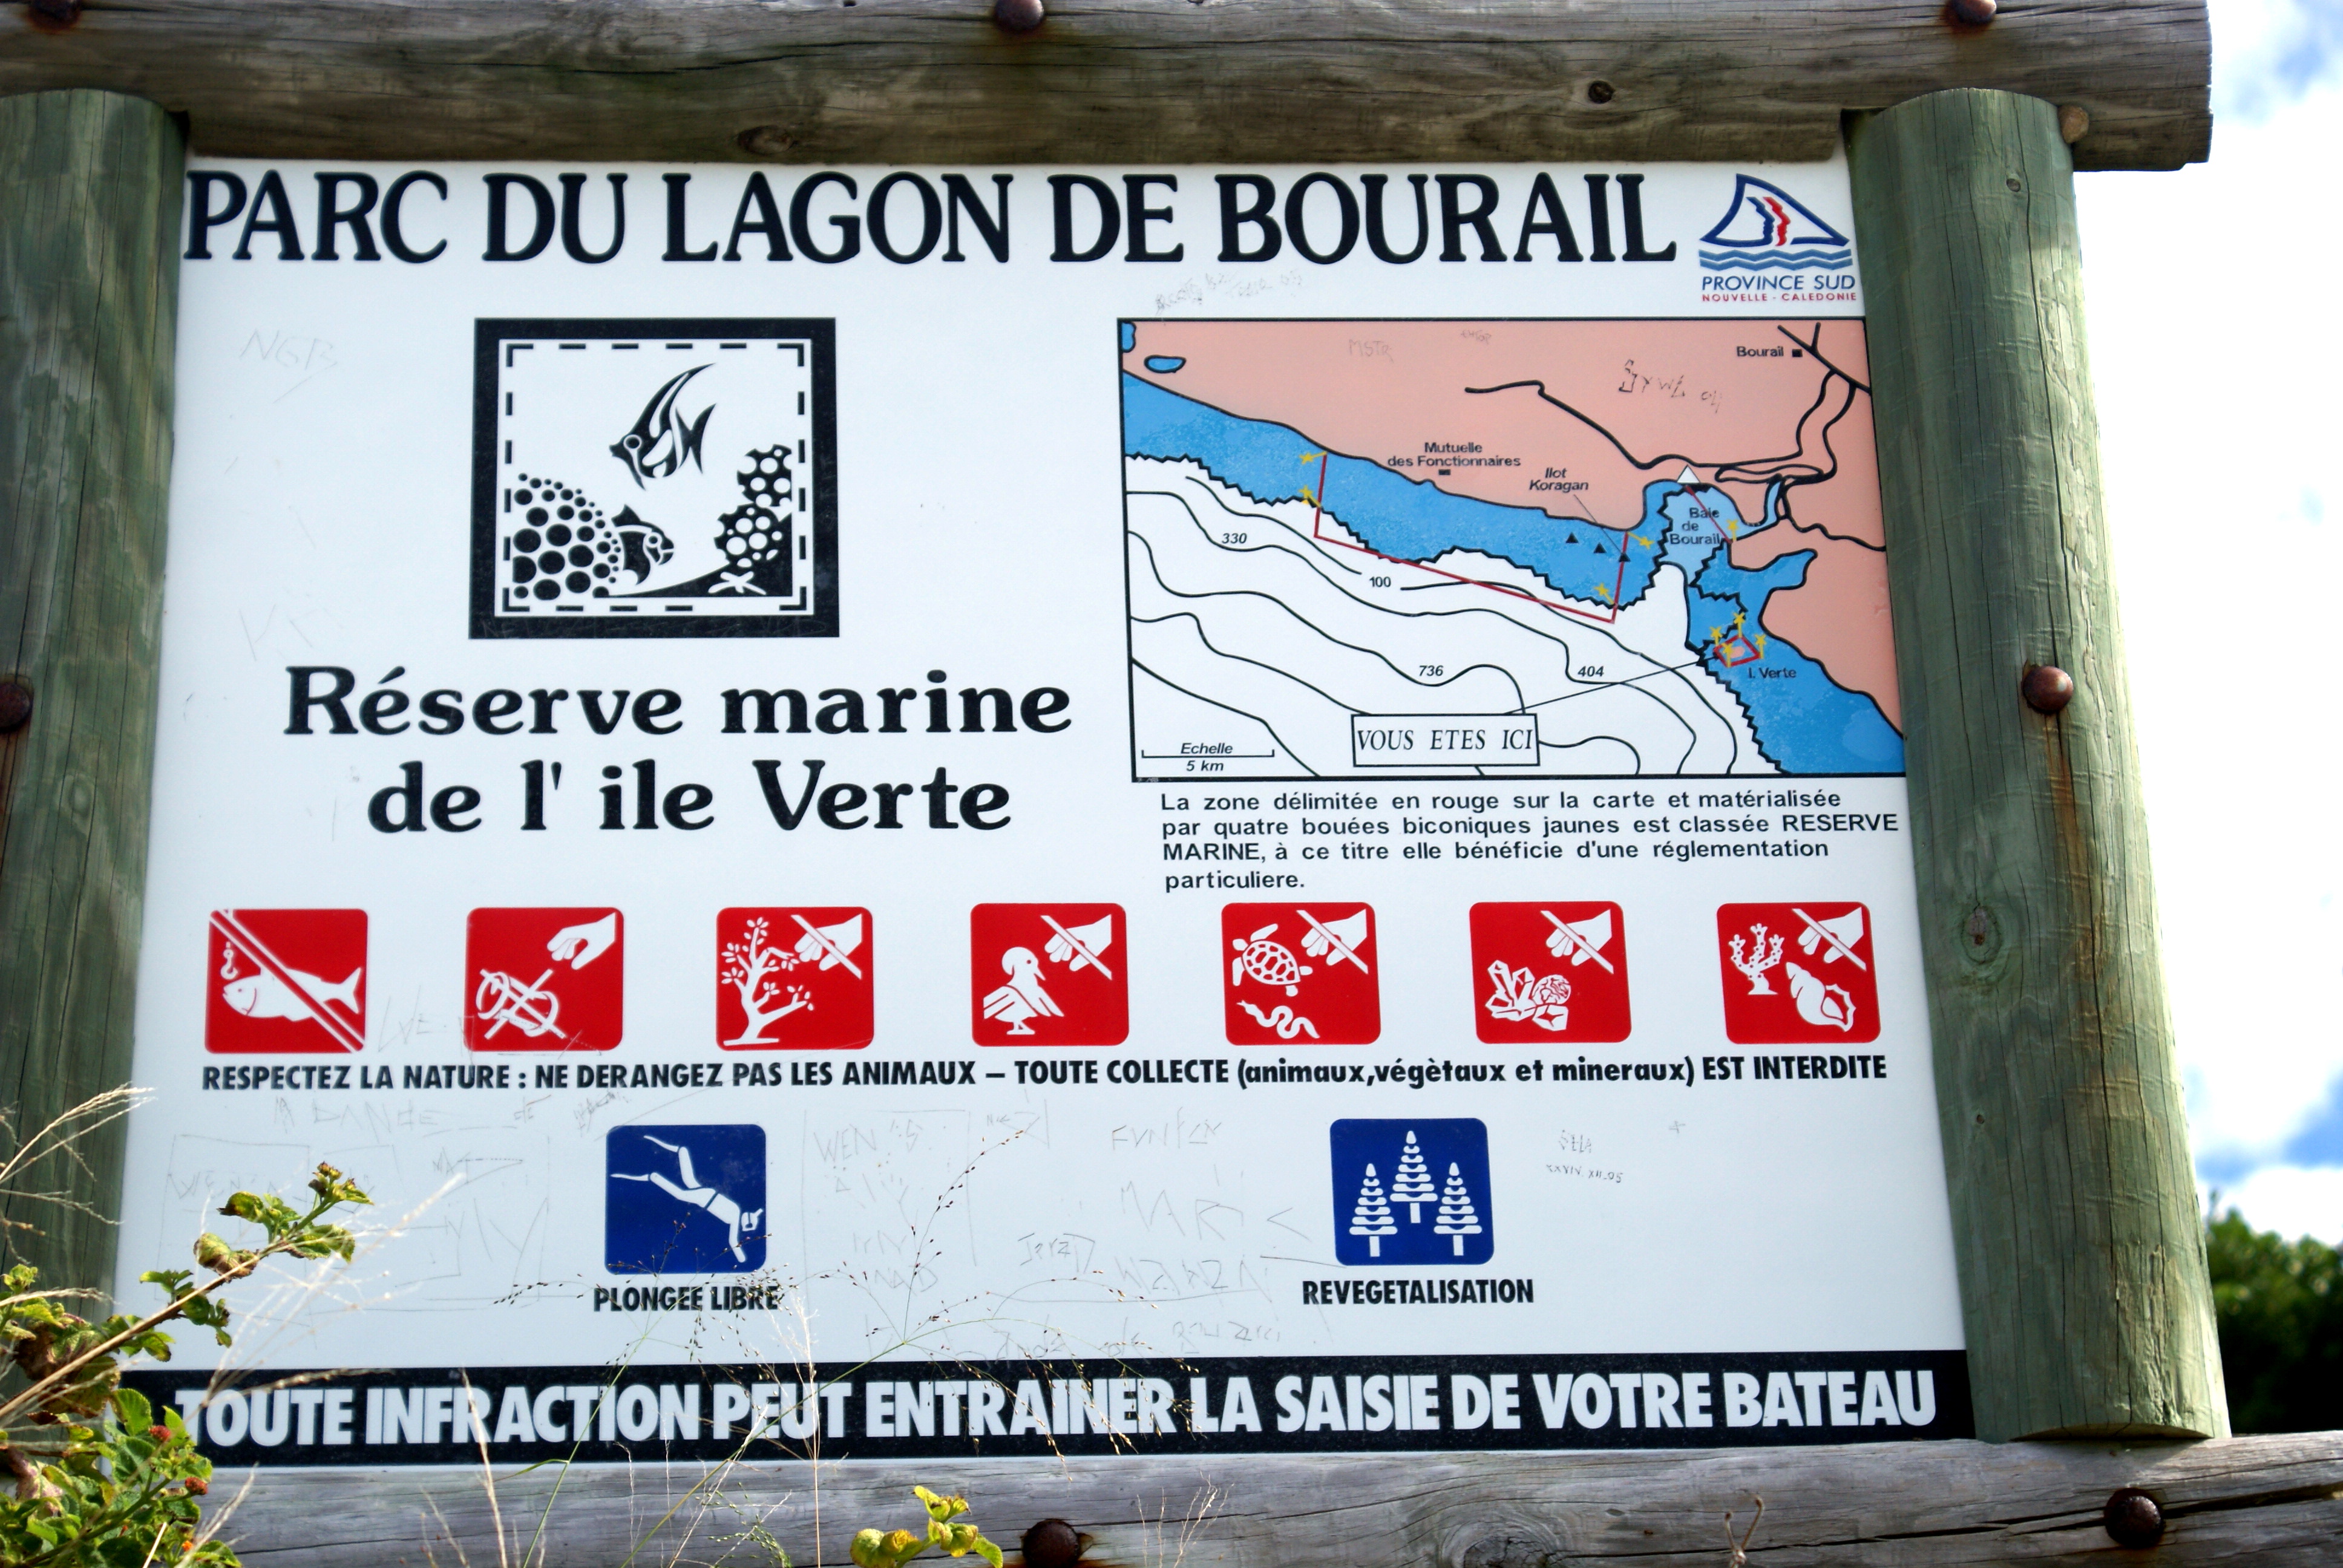 PARC DU LAGON DE BOURAIL
PROVINCE SUD
NOUVELLE - CALEDONIE
Bourail
Mutuelle
des Fonctionnaires
Ilot
Koragan
Baie
de
Bourail
330
100
736
404
I. Verte
VOUS ETES ICI
Echelle
5 km
Réserve marine
de l' ile Verte
La zone délimitée en rouge sur la carte et matérialisée
par quatre bouées biconiques jaunes est classée RESERVE
MARINE, à ce titre elle bénéficie d'une réglementation
particuliere.
RESPECTEZ LA NATURE : NE DERANGEZ PAS LES ANIMAUX – TOUTE COLLECTE (animaux,végètaux et mineraux) EST INTERDITE
PLONGEE LIBRE
REVEGETALISATION
TOUTE INFRACTION PEUT ENTRAINER LA SAISIE DE VOTRE BATEAU